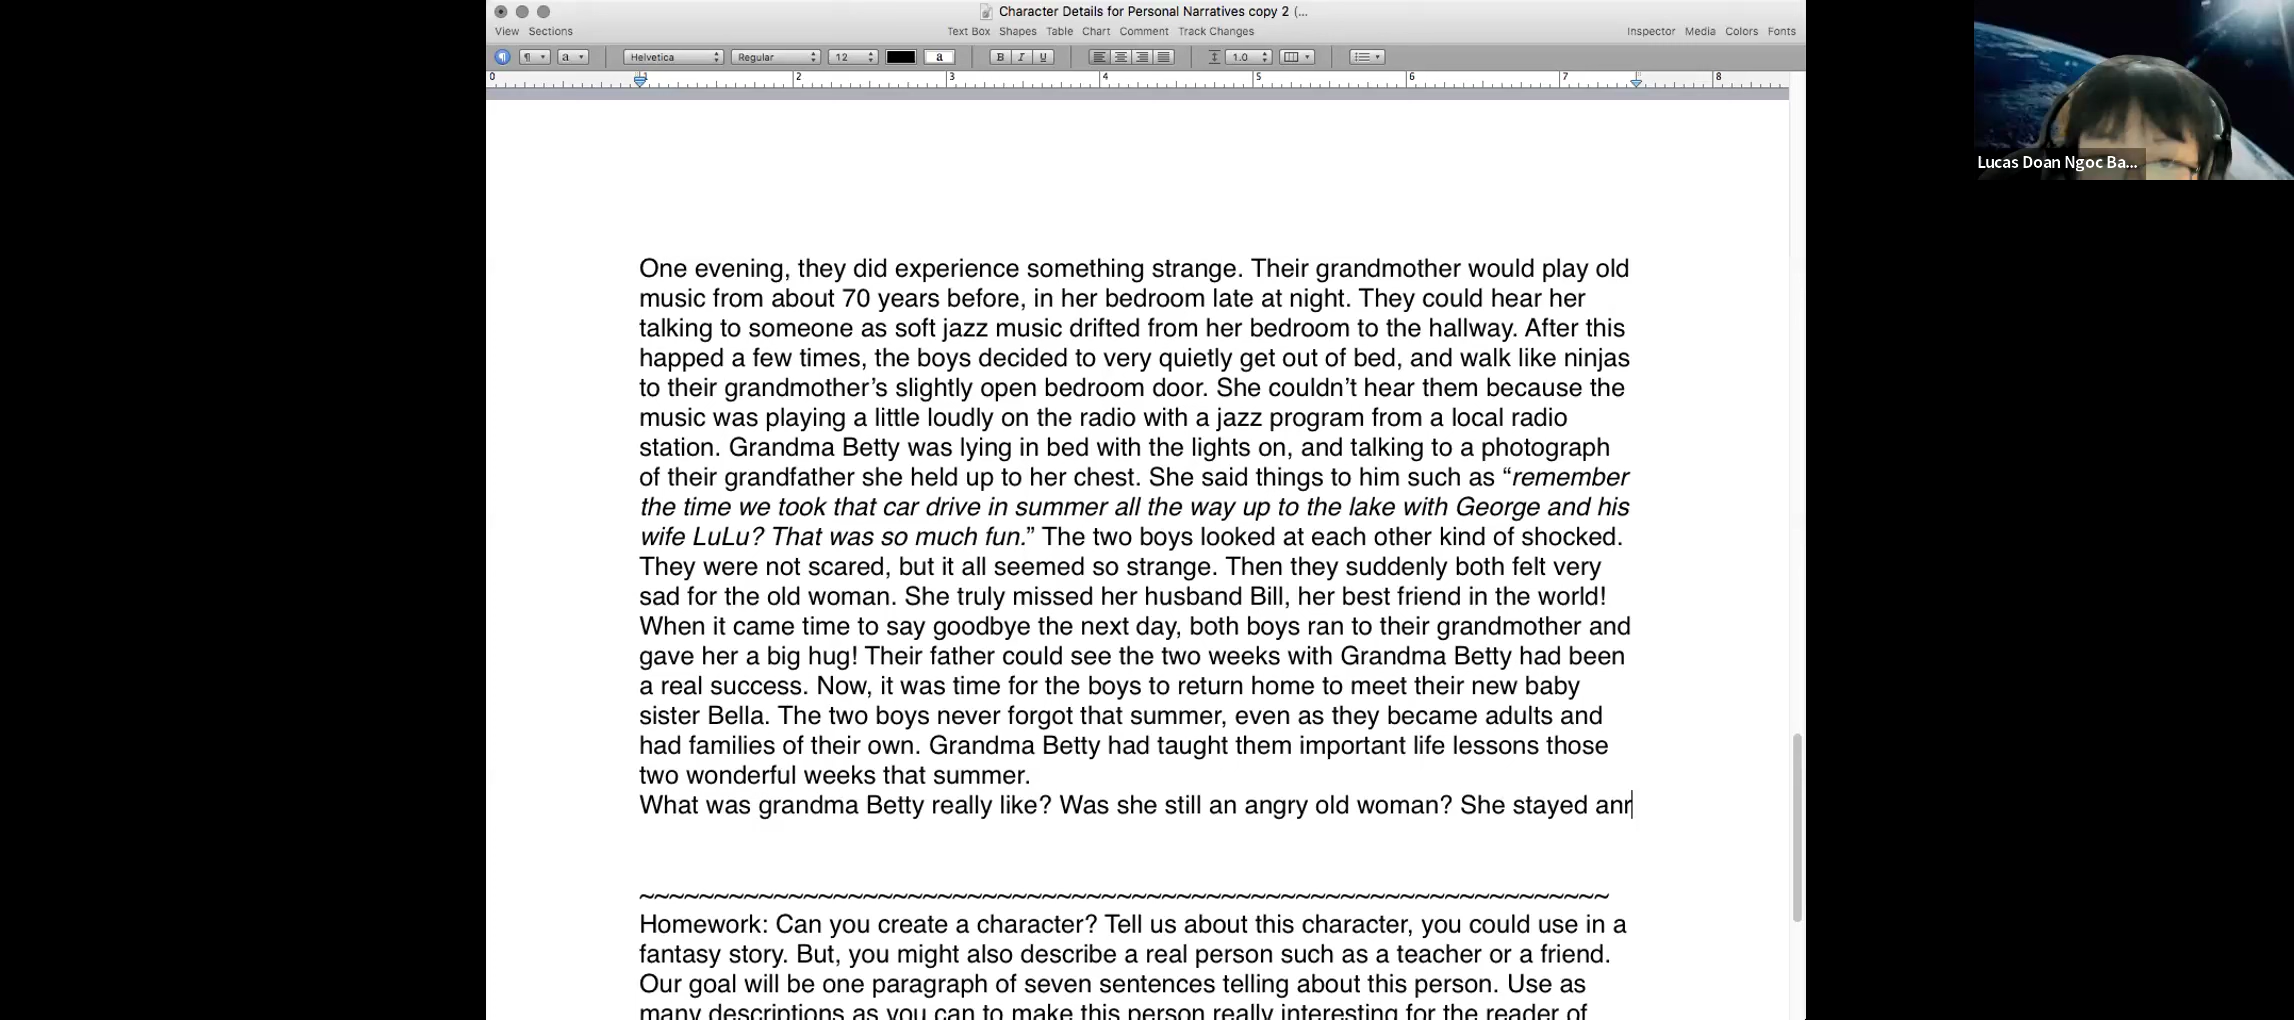 Character Details for Personal Narratives copy 2 (...
View Sections
Text Box Shapes Table Chart Comment Track Changes
Inspector Media Colors Fonts
¶ a Helvetica Regular 12 a B I U 1.0
0 1 2 3 4 5 6 7 8
Lucas Doan Ngoc Ba...
One evening, they did experience something strange. Their grandmother would play old
music from about 70 years before, in her bedroom late at night. They could hear her
talking to someone as soft jazz music drifted from her bedroom to the hallway. After this
happed a few times, the boys decided to very quietly get out of bed, and walk like ninjas
to their grandmother’s slightly open bedroom door. She couldn’t hear them because the
music was playing a little loudly on the radio with a jazz program from a local radio
station. Grandma Betty was lying in bed with the lights on, and talking to a photograph
of their grandfather she held up to her chest. She said things to him such as “remember
the time we took that car drive in summer all the way up to the lake with George and his
wife LuLu? That was so much fun.” The two boys looked at each other kind of shocked.
They were not scared, but it all seemed so strange. Then they suddenly both felt very
sad for the old woman. She truly missed her husband Bill, her best friend in the world!
When it came time to say goodbye the next day, both boys ran to their grandmother and
gave her a big hug! Their father could see the two weeks with Grandma Betty had been
a real success. Now, it was time for the boys to return home to meet their new baby
sister Bella. The two boys never forgot that summer, even as they became adults and
had families of their own. Grandma Betty had taught them important life lessons those
two wonderful weeks that summer.
What was grandma Betty really like? Was she still an angry old woman? She stayed anr
~~~~~~~~~~~~~~~~~~~~~~~~~~~~~~~~~~~~~~~~~~~~~~~~~~~~~~~~~~~~~~~~~
Homework: Can you create a character? Tell us about this character, you could use in a
fantasy story. But, you might also describe a real person such as a teacher or a friend.
Our goal will be one paragraph of seven sentences telling about this person. Use as
many descriptions as you can to make this person really interesting for the reader of